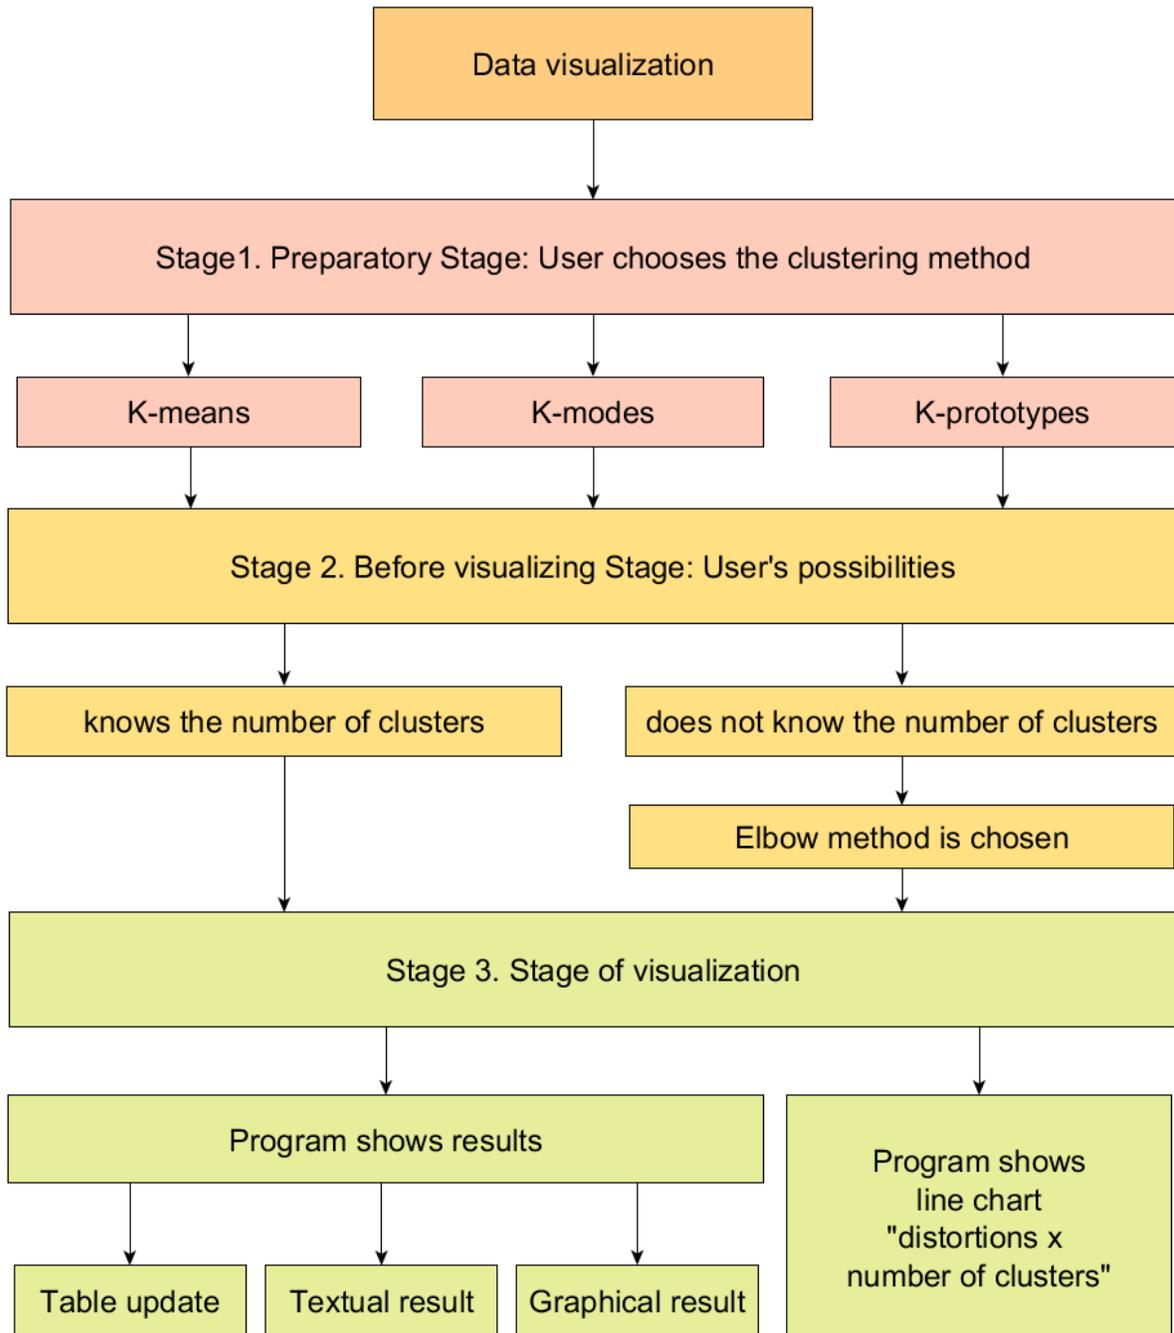 Data visualization
Stage1. Preparatory Stage: User chooses the clustering method
K-means
K-modes
K-prototypes
Stage 2. Before visualizing Stage: User's possibilities
knows the number of clusters
does not know the number of clusters
Elbow method is chosen
Stage 3. Stage of visualization
Program shows results
Program shows
line chart
"distortions x
number of clusters"
Table update
Textual result
Graphical result